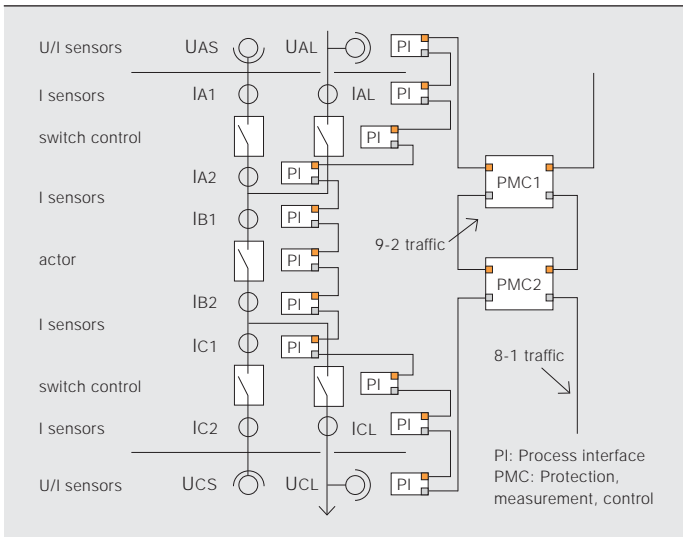 U/I sensors UAS UAL PI
I sensors IA1 IAL PI
switch control PI
IA2 PI
I sensors
IB1 PI
actor PI
IB2 PI
I sensors
IC1 PI
switch control PI
I sensors IC2 ICL PI
U/I sensors UCS UCL PI
PMC1
9-2 traffic
PMC2
8-1 traffic
PI: Process interface
PMC: Protection,
measurement, control